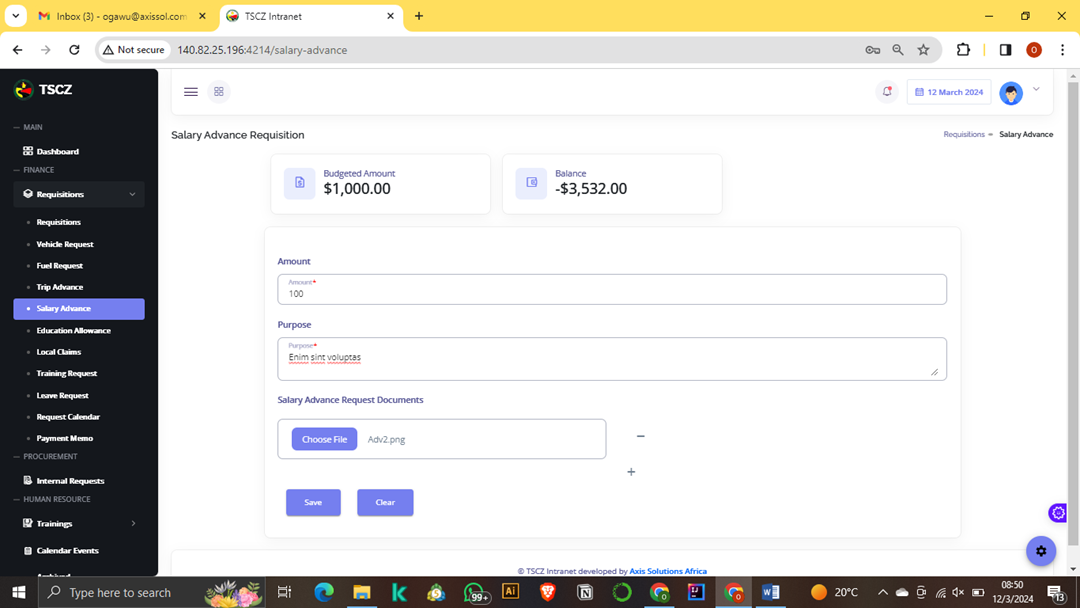 Inbox (3) - ogawu@axissol.com
TSCZ Intranet
Not secure
140.82.25.196:4214/salary-advance
O
TSCZ
12 March 2024
MAIN
Dashboard
FINANCE
Requisitions
Requisitions
Vehicle Request
Fuel Request
Trip Advance
Salary Advance
Education Allowance
Local Claims
Training Request
Leave Request
Request Calendar
Payment Memo
PROCUREMENT
Internal Requests
HUMAN RESOURCE
Trainings
Calendar Events
Salary Advance Requisition
Requisitions
Salary Advance
Budgeted Amount
$1,000.00
Balance
-$3,532.00
Amount
Amount*
100
Purpose
Purpose*
Enim sint voluptas
Salary Advance Request Documents
Choose File Adv2.png
Save
Clear
© TSCZ Intranet developed by Axis Solutions Africa
Type here to search
99+
Ai
20°C
08:50
12/3/2024
13